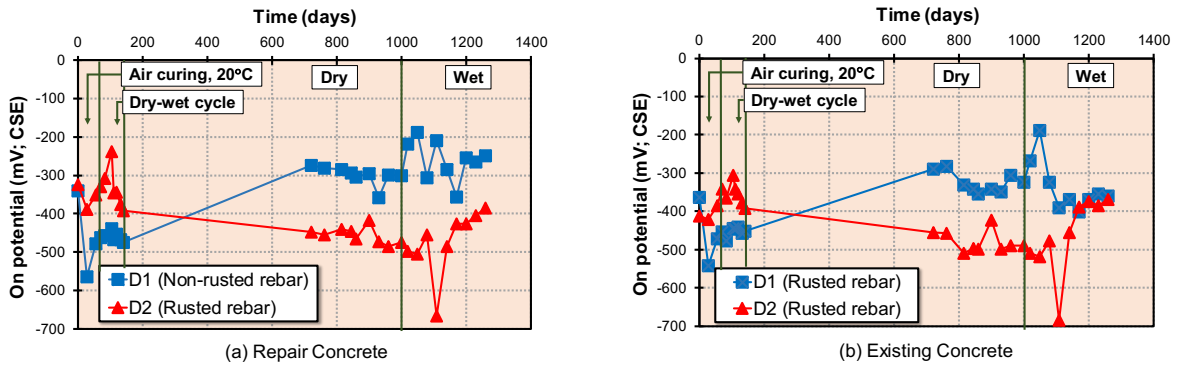 Time (days)
0 200 400 600 800 1000 1200 1400
0
-100
-200
-300
-400
-500
-600
-700
On potential (mV; CSE)
Air curing, 20ºC
Dry-wet cycle
Dry
Wet
D1 (Non-rusted rebar)
D2 (Rusted rebar)
(a) Repair Concrete
Time (days)
0 200 400 600 800 1000 1200 1400
0
-100
-200
-300
-400
-500
-600
-700
On potential (mV; CSE)
Air curing, 20ºC
Dry-wet cycle
Dry
Wet
D1 (Rusted rebar)
D2 (Rusted rebar)
(b) Existing Concrete